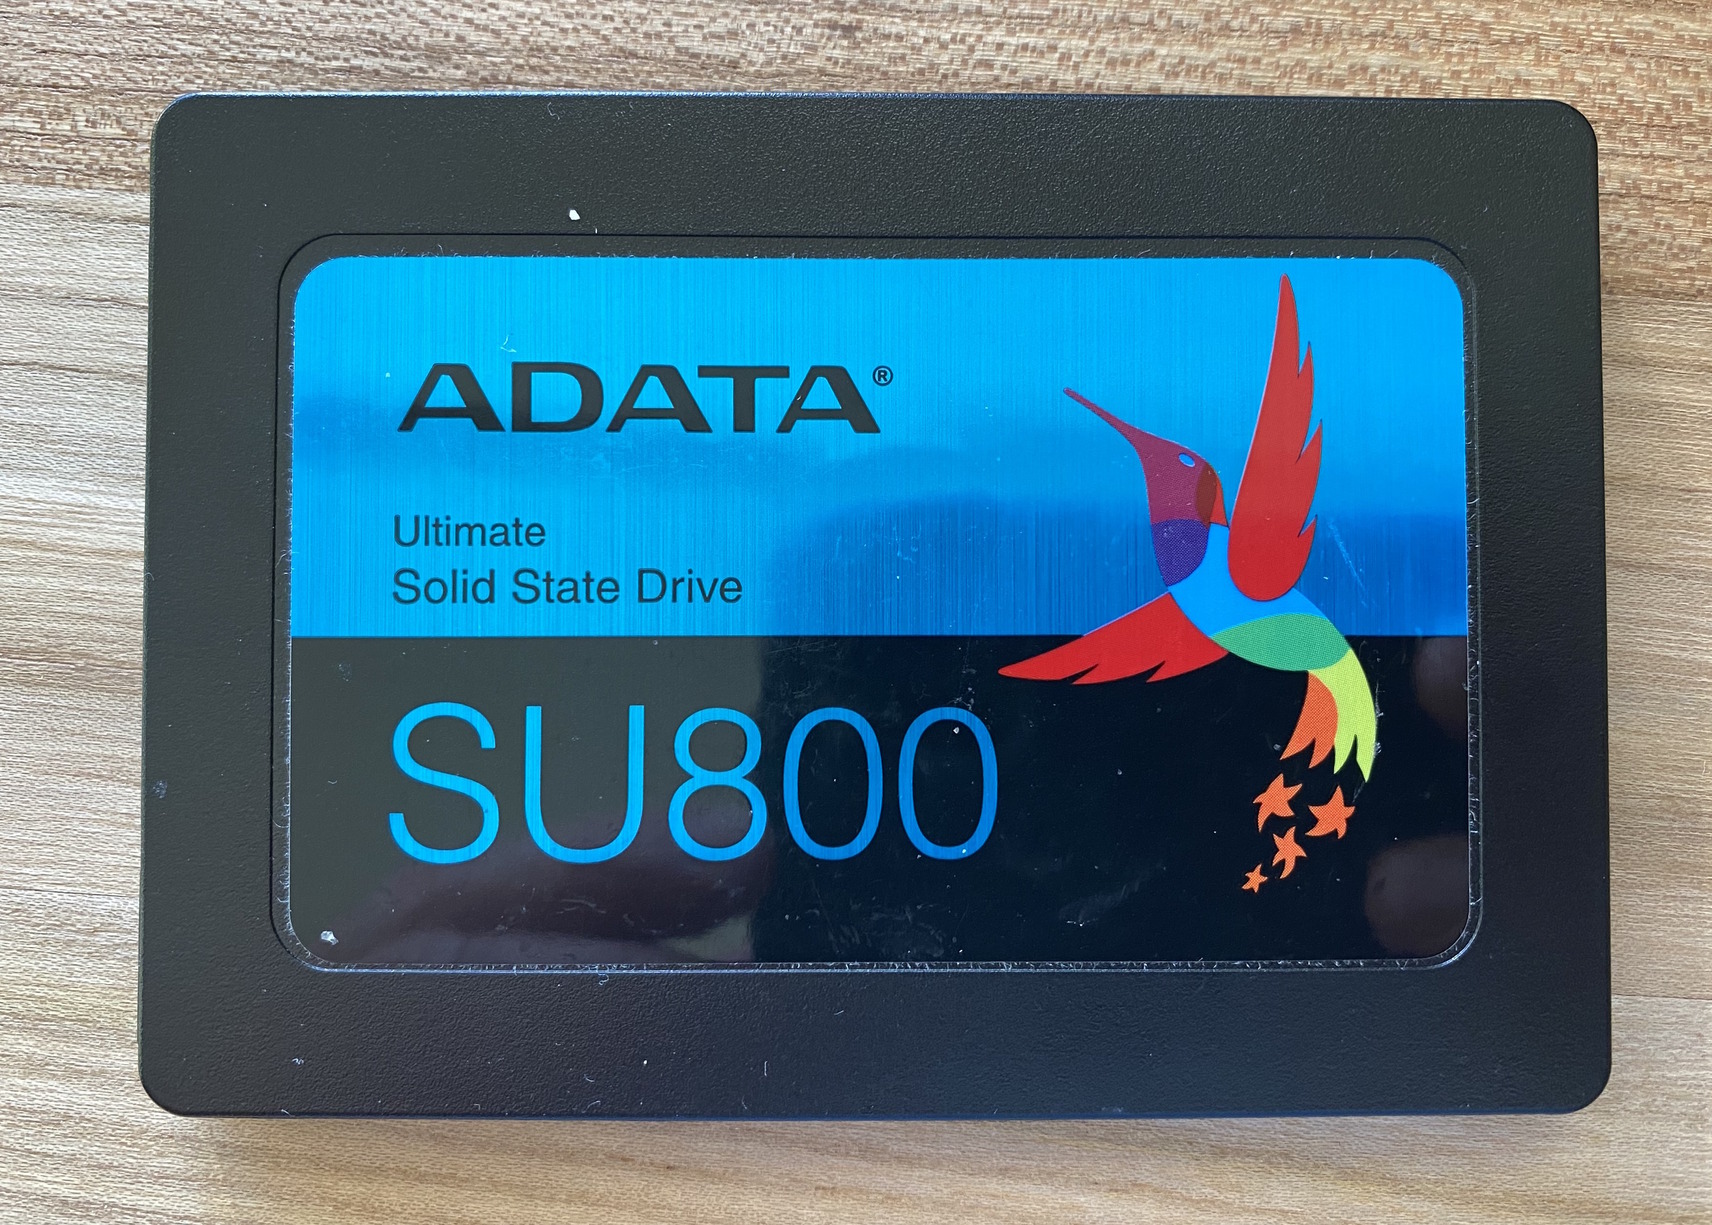 ADATA®
Ultimate
Solid State Drive
SU800